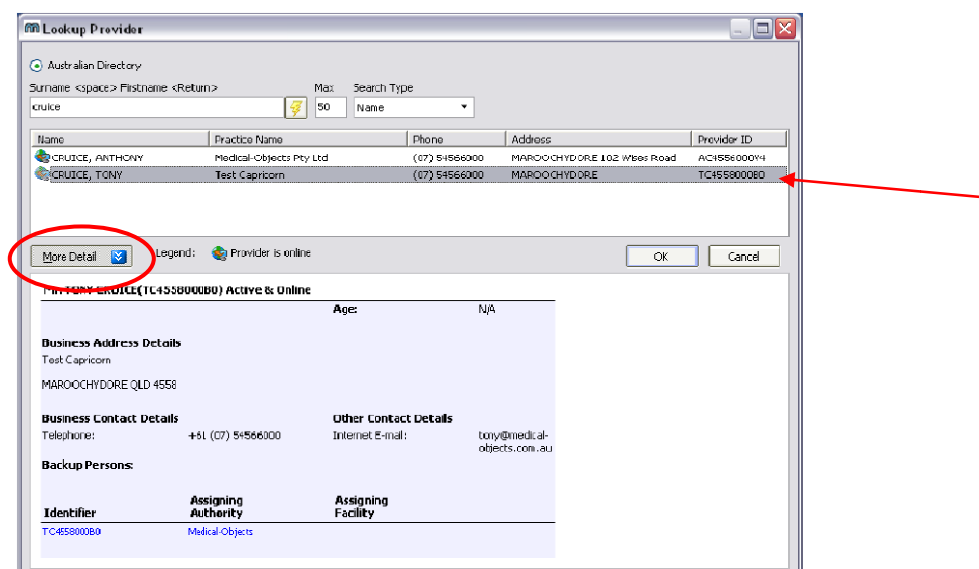 Lookup Provider
Australian Directory
Surname <space> Firstname <Return> Max Search Type
cruice 50 Name
Name Practice Name Phone Address Provider ID
CRUICE, ANTHONY Medical-Objects Pty Ltd (07) 54566000 MAROOCHYDORE 102 Wises Road AC4556000Y4
CRUICE, TONY Test Capricorn (07) 54566000 MAROOCHYDORE TC4558000B0
More Detail Legend: Provider is online OK Cancel
TONY CRUICE(TC4558000B0) Active & Online
Age: N/A
Business Address Details
Test Capricorn
MAROOCHYDORE QLD 4558
Business Contact Details Other Contact Details
Telephone: +61 (07) 54566000 Internet E-mail: tony@medical-
objects.com.au
Backup Persons:
Assigning Assigning
Identifier Authority Facility
TC4558000B0 Medical-Objects